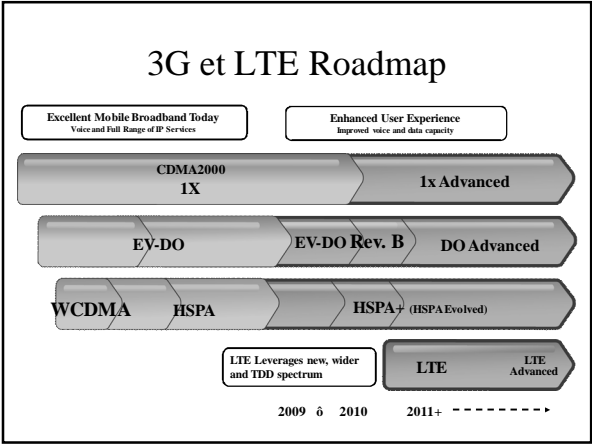 3G et LTE Roadmap
Excellent Mobile Broadband Today
Voice and Full Range of IP Services
Enhanced User Experience
Improved voice and data capacity
CDMA2000
1X
1x Advanced
EV-DO
EV-DO Rev. B
DO Advanced
WCDMA
HSPA
HSPA+ (HSPA Evolved)
LTE Leverages new, wider
and TDD spectrum
LTE
LTE
Advanced
2009 ô 2010 2011+